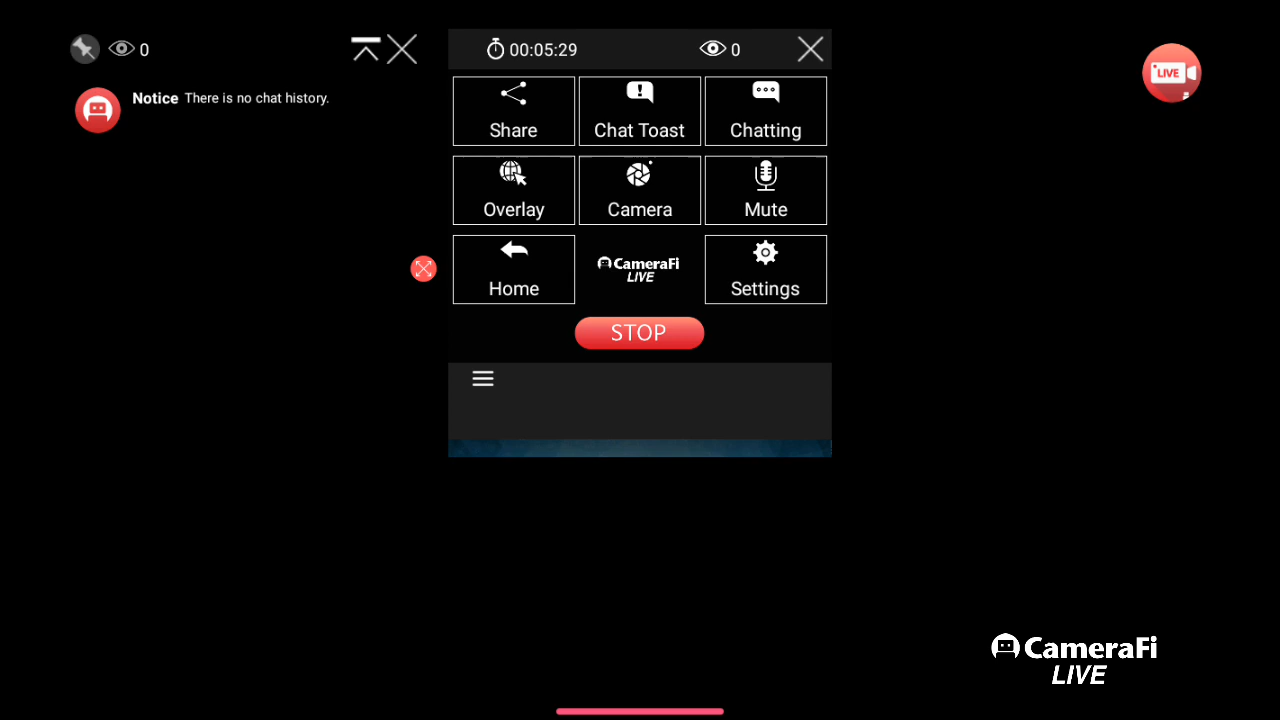 0
Notice There is no chat history.
00:05:29 0
Share Chat Toast Chatting
Overlay Camera Mute
Home CameraFi LIVE Settings
STOP
LIVE
CameraFi
LIVE